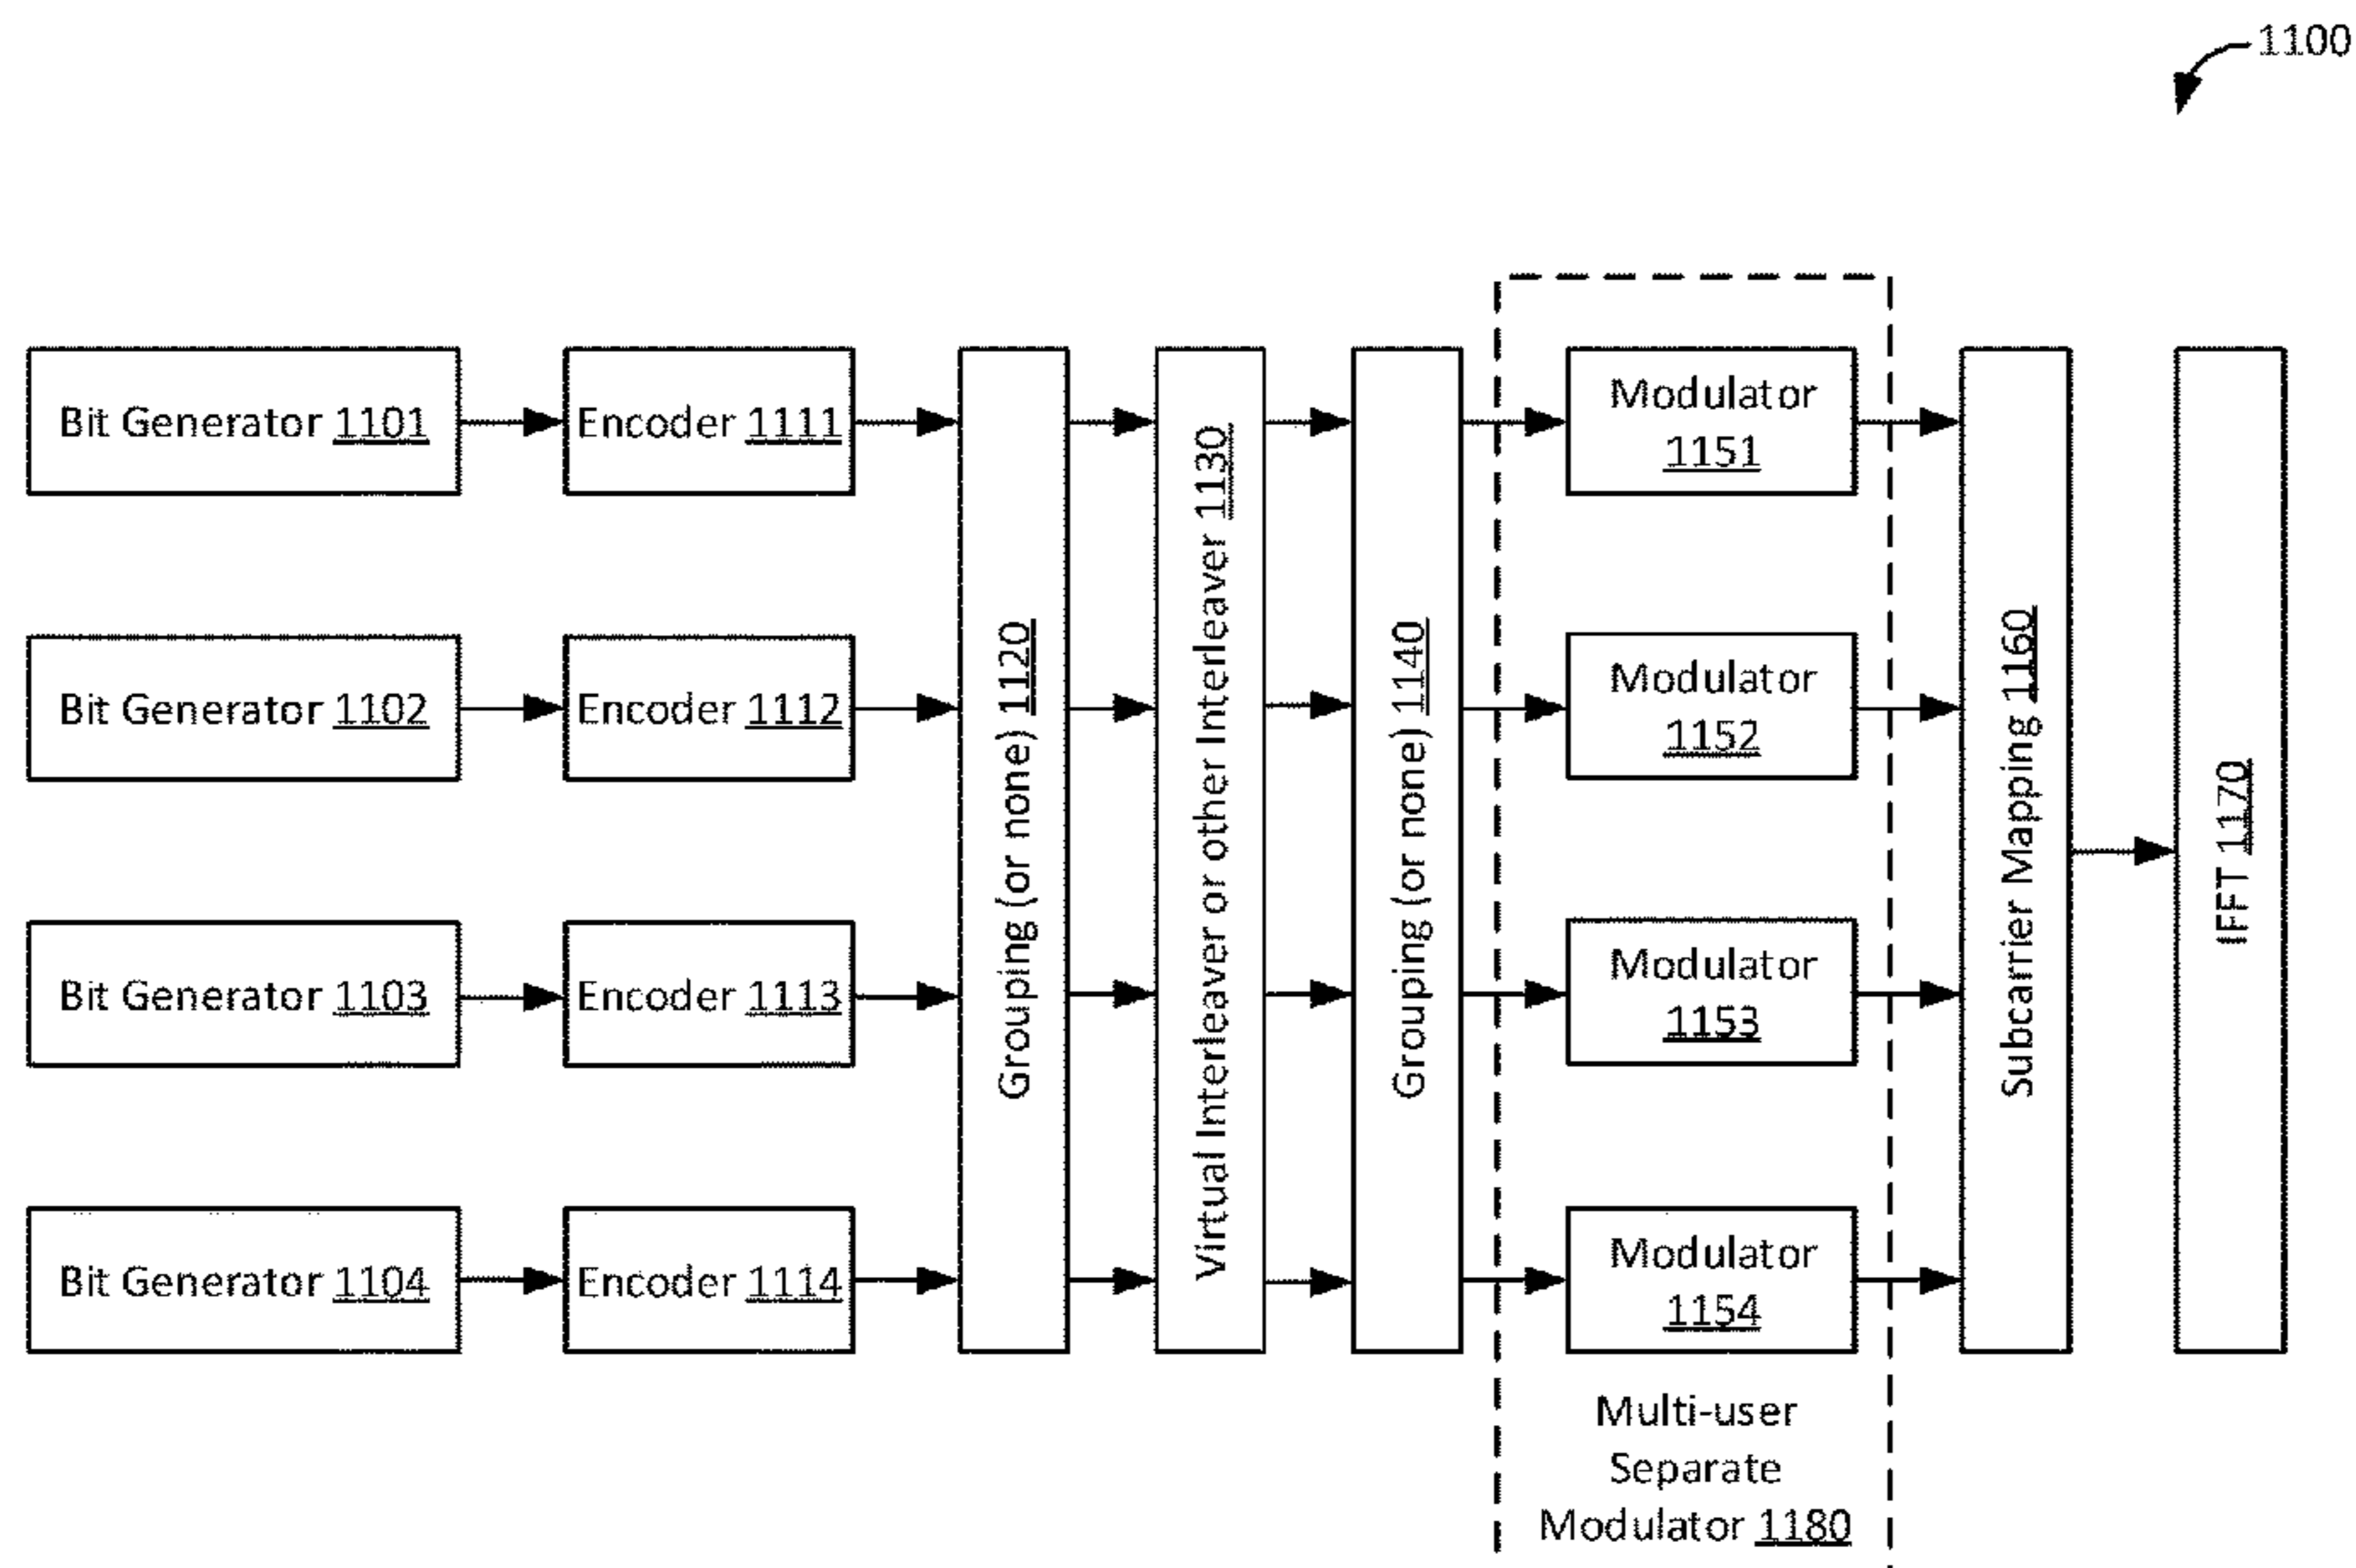 1100
Bit Generator 1101
Encoder 1111
Bit Generator 1102
Encoder 1112
Bit Generator 1103
Encoder 1113
Bit Generator 1104
Encoder 1114
Grouping (or none) 1120
Virtual Interleaver or other Interleaver 1130
Grouping (or none) 1140
Modulator
1151
Modulator
1152
Modulator
1153
Modulator
1154
Multi-user
Separate
Modulator 1180
Subcarrier Mapping 1160
IFFT 1170